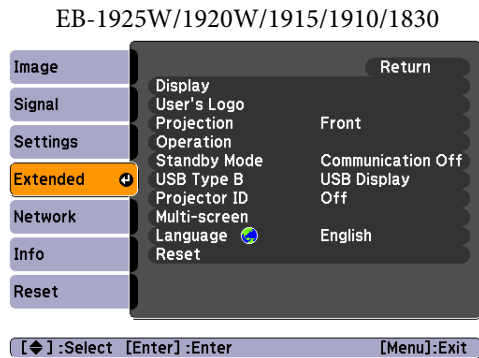 EB-1925W/1920W/1915/1910/1830
Image
Signal
Settings
Extended
Network
Info
Reset
Return
Display
User's Logo
Projection Front
Operation
Standby Mode Communication Off
USB Type B USB Display
Projector ID Off
Multi-screen
Language English
Reset
[◆] :Select [Enter] :Enter [Menu]:Exit